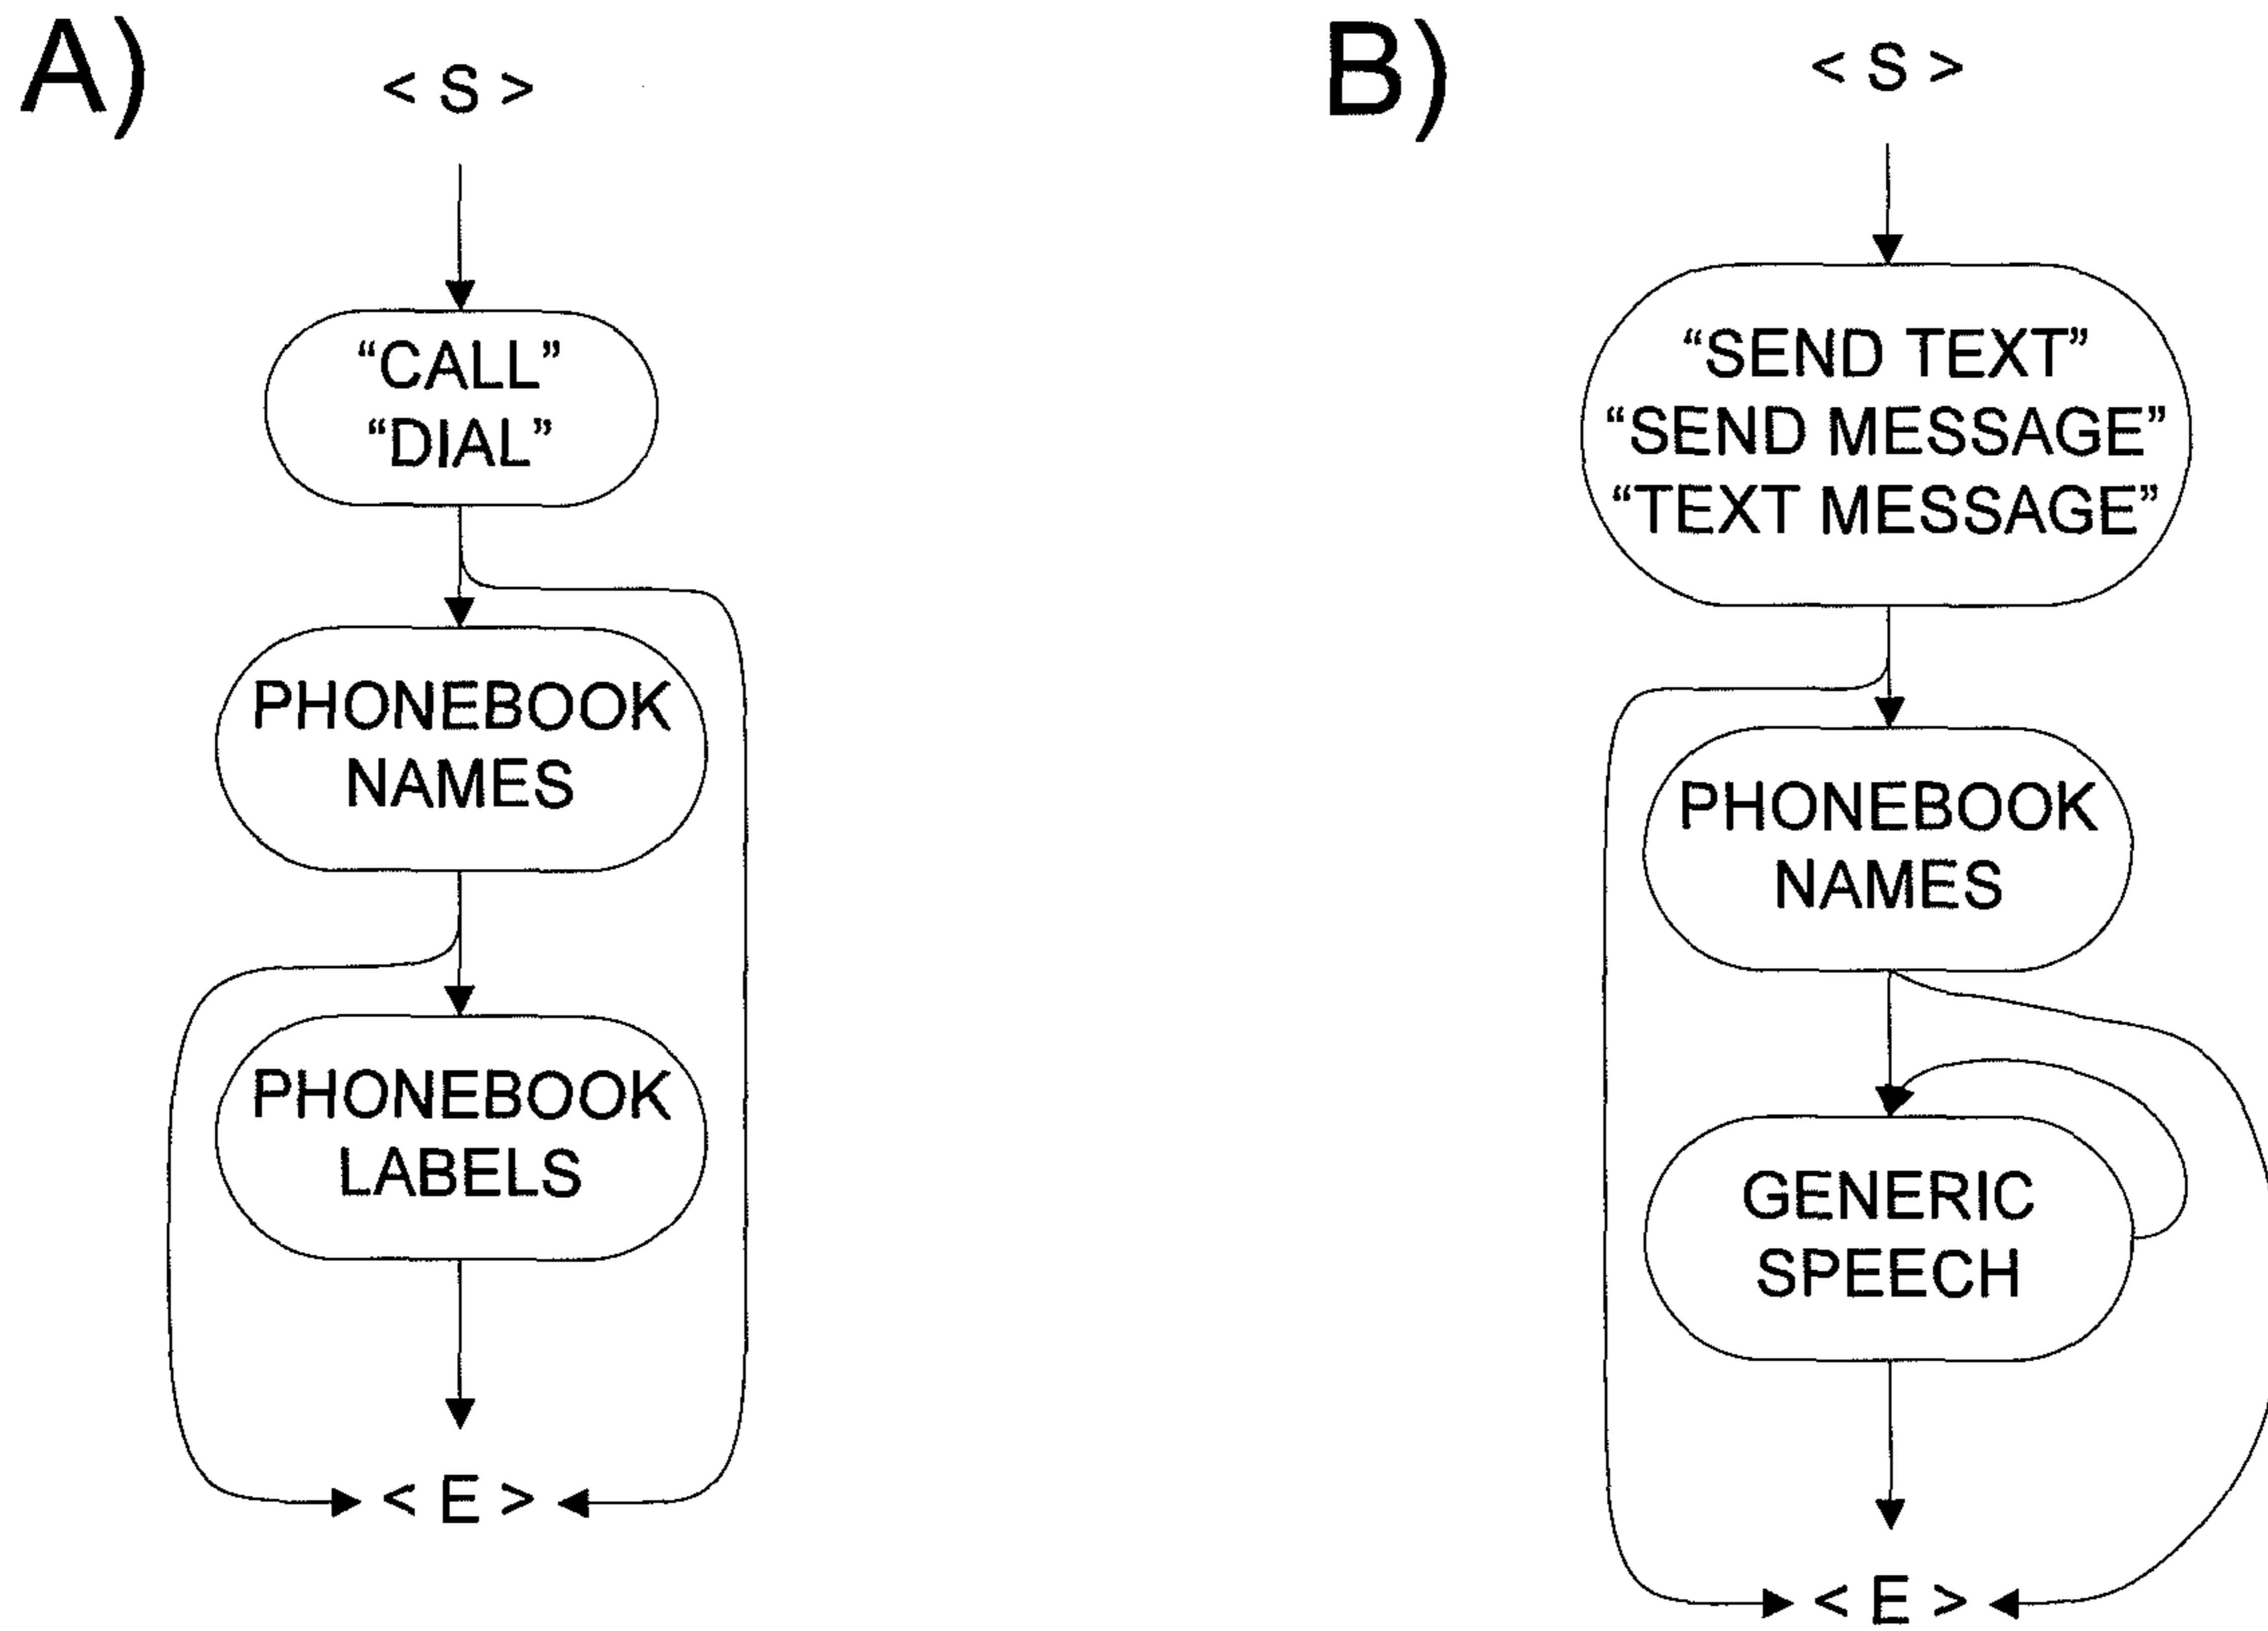 A)
< S >
“CALL”
“DIAL”
PHONEBOOK
NAMES
PHONEBOOK
LABELS
< E >
B)
< S >
“SEND TEXT”
“SEND MESSAGE”
“TEXT MESSAGE”
PHONEBOOK
NAMES
GENERIC
SPEECH
< E >